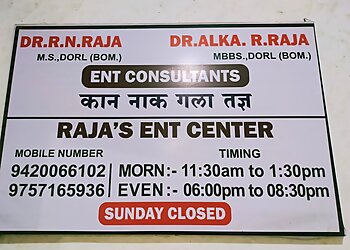 DR.R.N.RAJA DR.ALKA. R.RAJA
M.S.,DORL (BOM.) MBBS.,DORL (BOM.)
ENT CONSULTANTS
कान नाक गला तज्ञ
RAJA'S ENT CENTER
MOBILE NUMBER TIMING
9420066102 MORN:- 11:30am to 1:30pm
9757165936 EVEN:- 06:00pm to 08:30pm
SUNDAY CLOSED